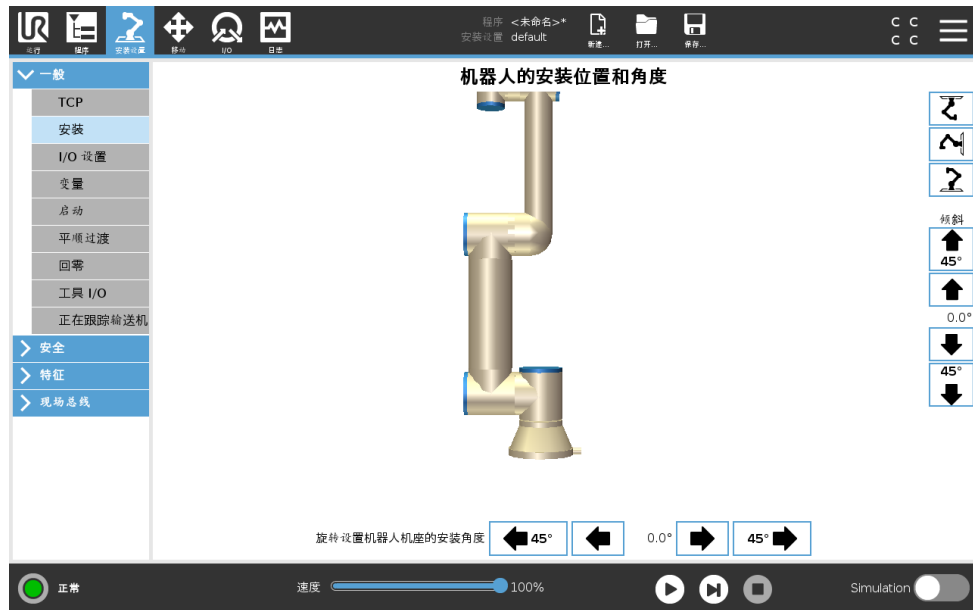 UR
运行
程序
安装设置
移动
I/O
日志
程序 <未命名>*
安装设置 default
新建...
打开...
保存...
C C
C C
一般
TCP
安装
I/O 设置
变量
启动
平顺过渡
回零
工具 I/O
正在跟踪输送机
安全
特征
现场总线
机器人的安装位置和角度
倾斜
45°
0.0°
45°
旋转设置机器人机座的安装角度
45°
0.0°
45°
正常
速度
100%
Simulation